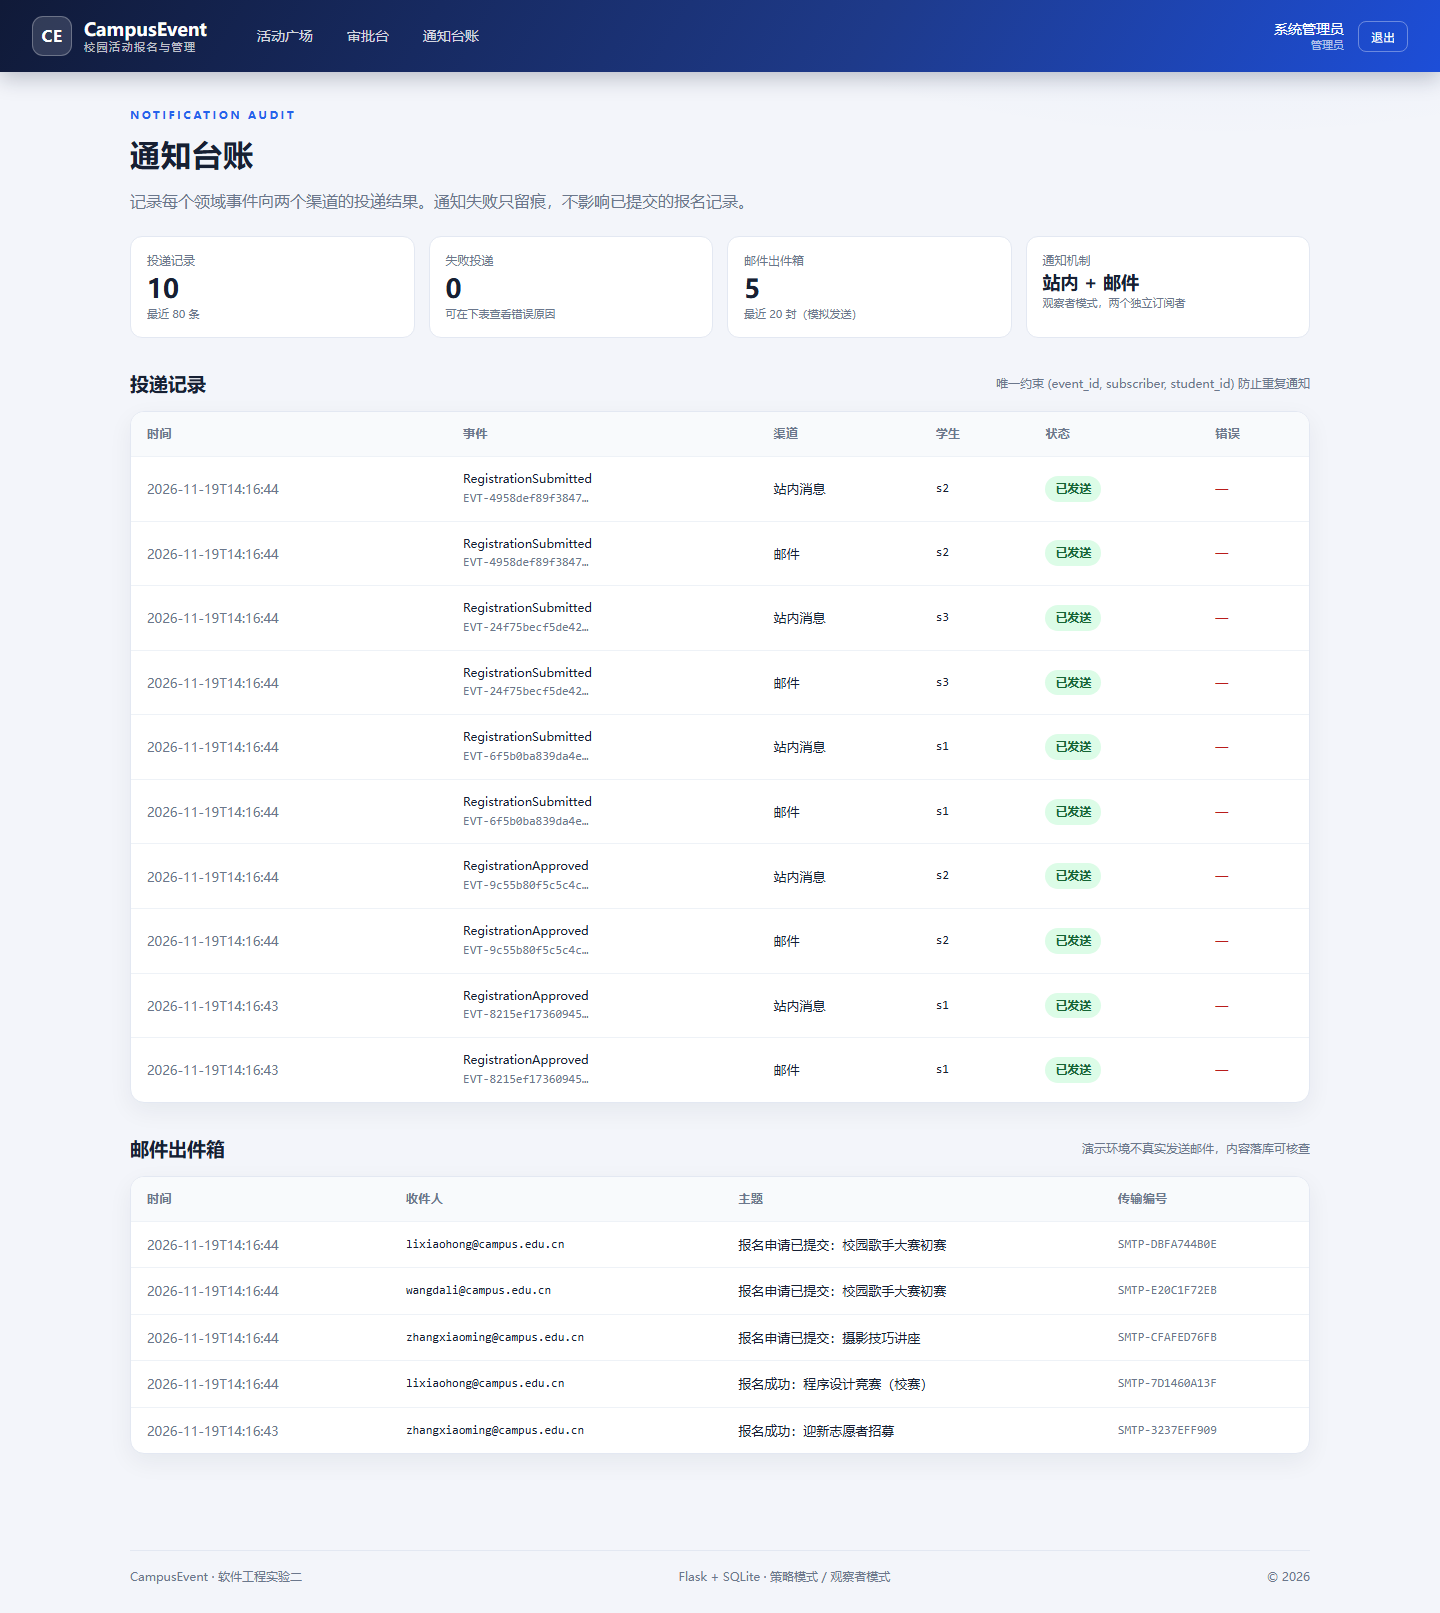 CE
CampusEvent
校园活动报名与管理
活动广场 审批台 通知台账
系统管理员
管理员
退出
NOTIFICATION AUDIT
通知台账
记录每个领域事件向两个渠道的投递结果。通知失败只留痕，不影响已提交的报名记录。
投递记录
10
最近 80 条
失败投递
0
可在下表查看错误原因
邮件出件箱
5
最近 20 封（模拟发送）
通知机制
站内 + 邮件
观察者模式，两个独立订阅者
投递记录
唯一约束 (event_id, subscriber, student_id) 防止重复通知
时间 事件 渠道 学生 状态 错误
2026-11-19T14:16:44 RegistrationSubmitted 站内消息 s2 已发送 —
EVT-4958def89f3847…
2026-11-19T14:16:44 RegistrationSubmitted 邮件 s2 已发送 —
EVT-4958def89f3847…
2026-11-19T14:16:44 RegistrationSubmitted 站内消息 s3 已发送 —
EVT-24f75becf5de42…
2026-11-19T14:16:44 RegistrationSubmitted 邮件 s3 已发送 —
EVT-24f75becf5de42…
2026-11-19T14:16:44 RegistrationSubmitted 站内消息 s1 已发送 —
EVT-6f5b0ba839da4e…
2026-11-19T14:16:44 RegistrationSubmitted 邮件 s1 已发送 —
EVT-6f5b0ba839da4e…
2026-11-19T14:16:44 RegistrationApproved 站内消息 s2 已发送 —
EVT-9c55b80f5c5c4c…
2026-11-19T14:16:44 RegistrationApproved 邮件 s2 已发送 —
EVT-9c55b80f5c5c4c…
2026-11-19T14:16:43 RegistrationApproved 站内消息 s1 已发送 —
EVT-8215ef17360945…
2026-11-19T14:16:43 RegistrationApproved 邮件 s1 已发送 —
EVT-8215ef17360945…
邮件出件箱
演示环境不真实发送邮件，内容落库可核查
时间 收件人 主题 传输编号
2026-11-19T14:16:44 lixiaohong@campus.edu.cn 报名申请已提交：校园歌手大赛初赛 SMTP-DBFA744B0E
2026-11-19T14:16:44 wangdali@campus.edu.cn 报名申请已提交：校园歌手大赛初赛 SMTP-E20C1F72EB
2026-11-19T14:16:44 zhangxiaoming@campus.edu.cn 报名申请已提交：摄影技巧讲座 SMTP-CFAFED76FB
2026-11-19T14:16:44 lixiaohong@campus.edu.cn 报名成功：程序设计竞赛（校赛） SMTP-7D1460A13F
2026-11-19T14:16:43 zhangxiaoming@campus.edu.cn 报名成功：迎新志愿者招募 SMTP-3237EFF909
CampusEvent · 软件工程实验二
Flask + SQLite · 策略模式 / 观察者模式
© 2026